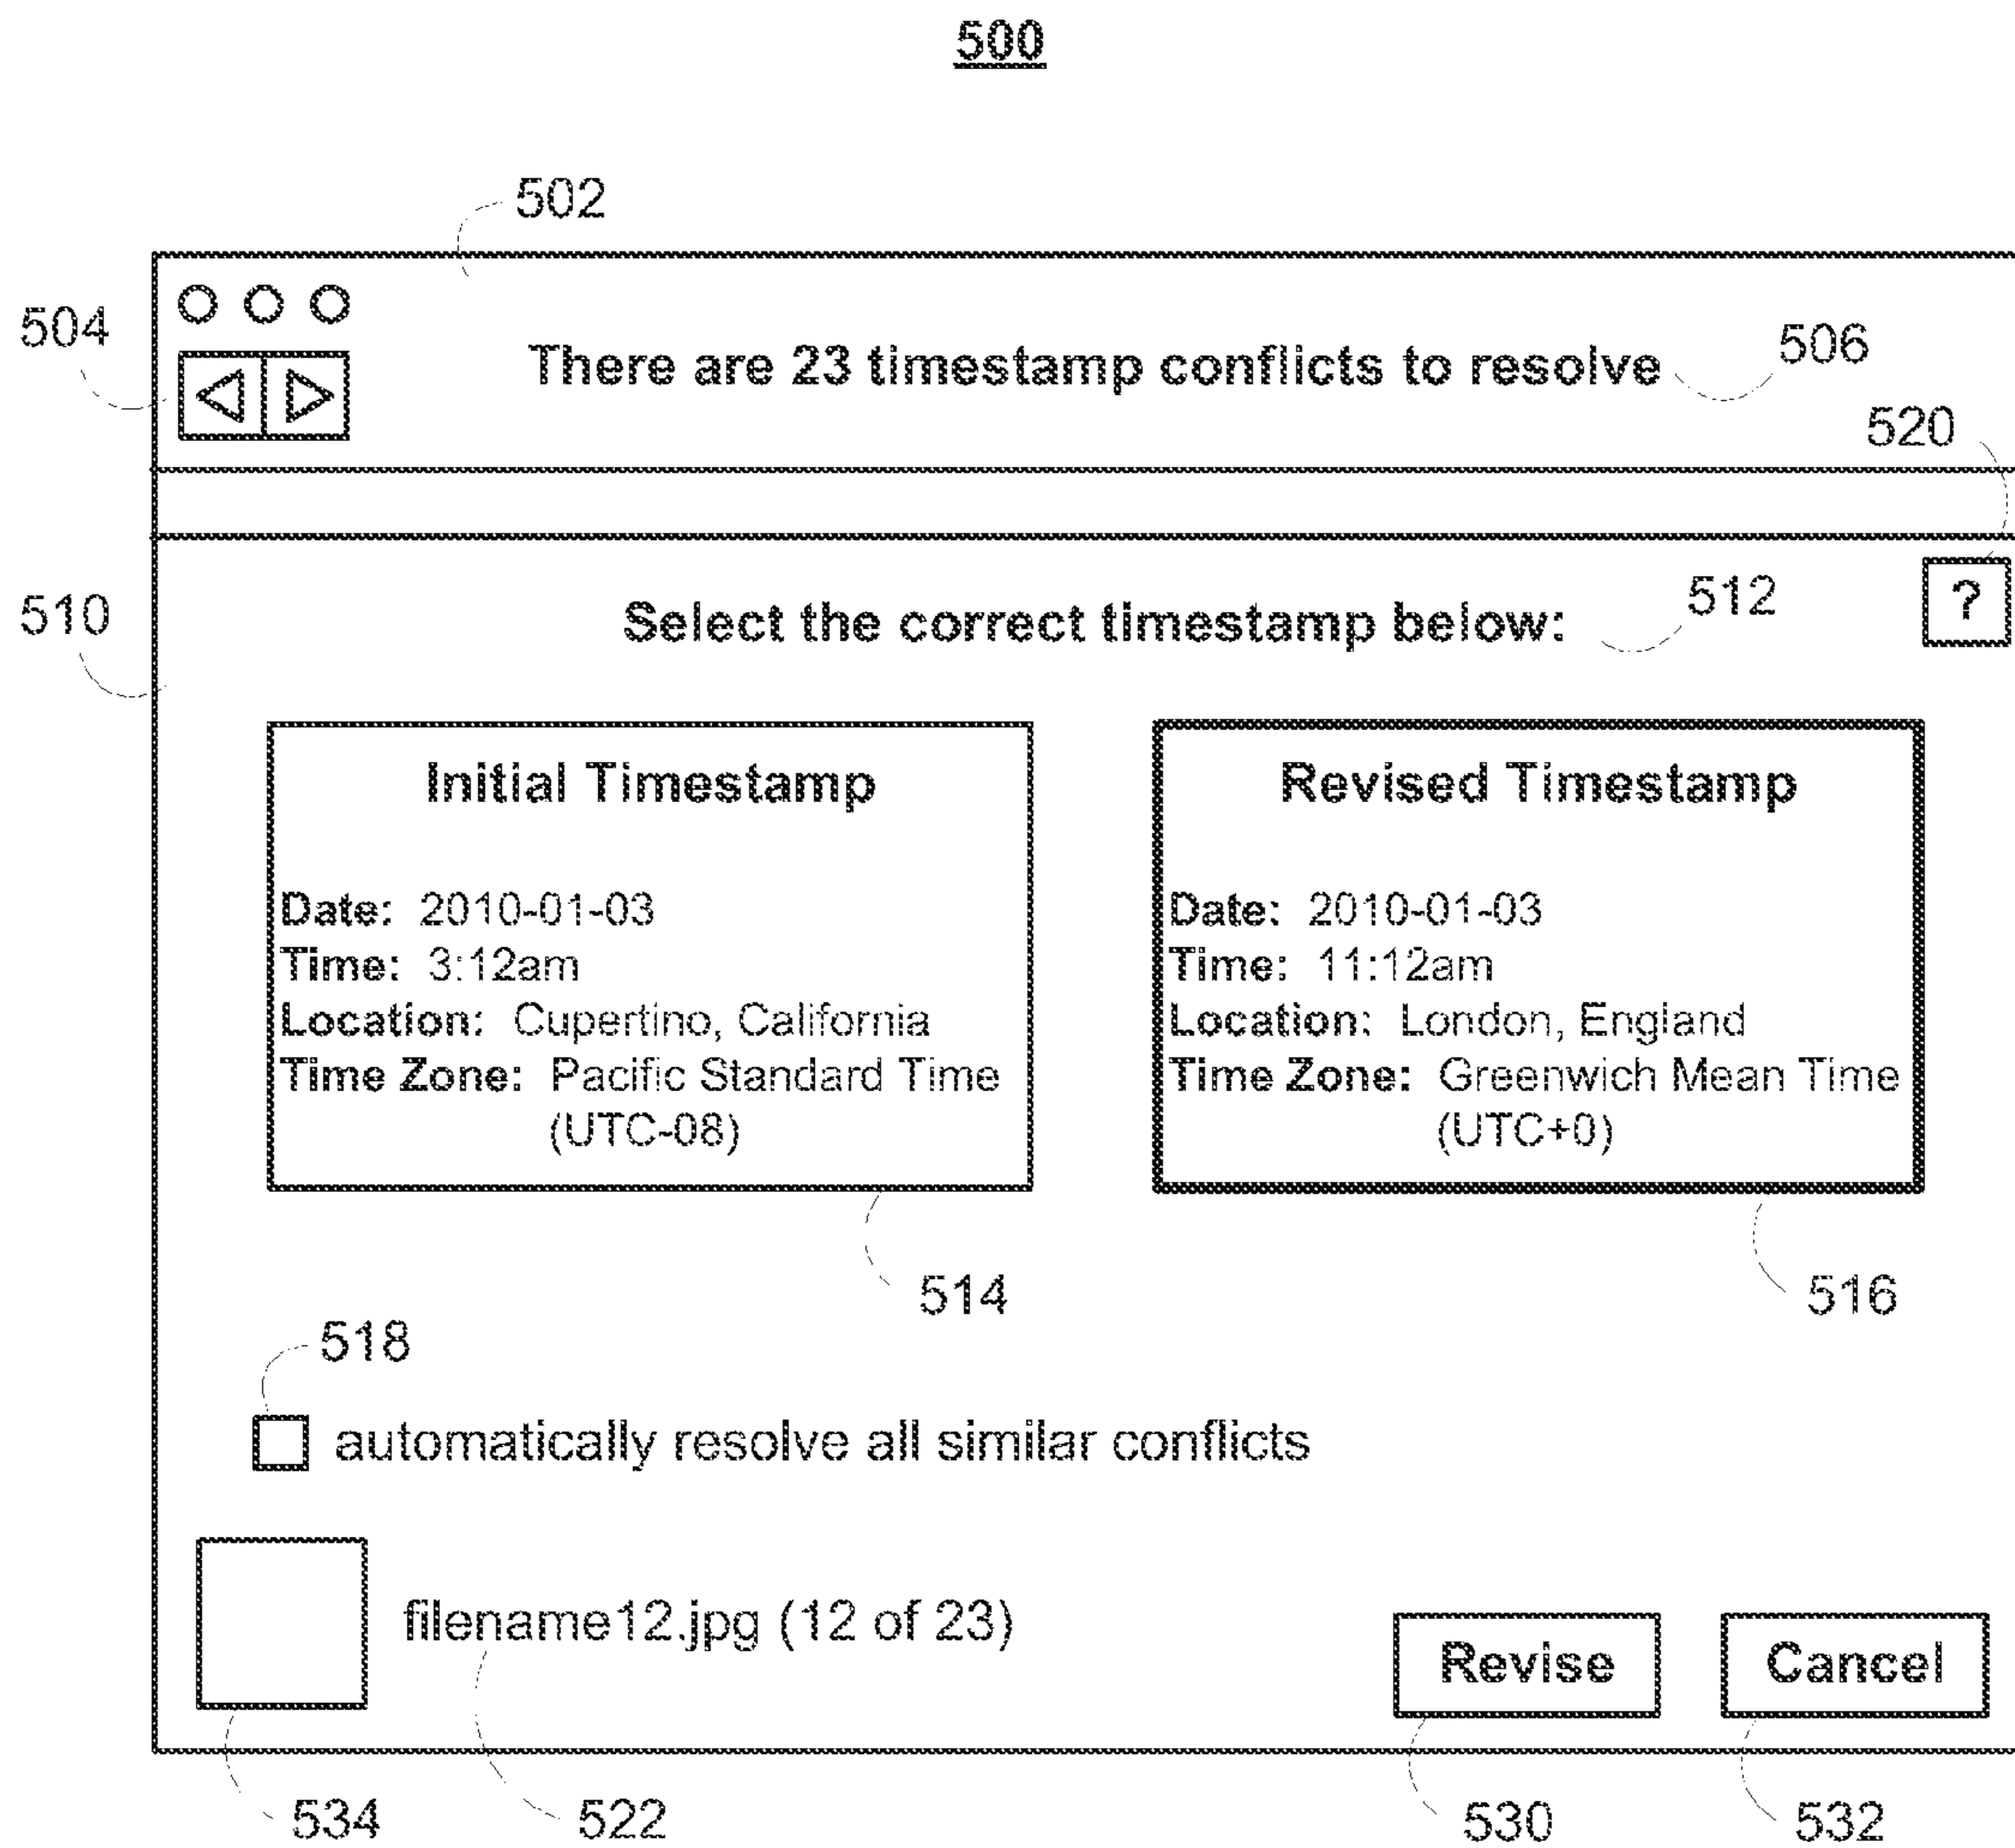 500
502
504
There are 23 timestamp conflicts to resolve
506
520
510
Select the correct timestamp below:
512
?
Initial Timestamp
Date: 2010-01-03
Time: 3:12am
Location: Cupertino, California
Time Zone: Pacific Standard Time
(UTC-08)
Revised Timestamp
Date: 2010-01-03
Time: 11:12am
Location: London, England
Time Zone: Greenwich Mean Time
(UTC+0)
514
516
518
automatically resolve all similar conflicts
filename12.jpg (12 of 23)
Revise
Cancel
534
522
530
532